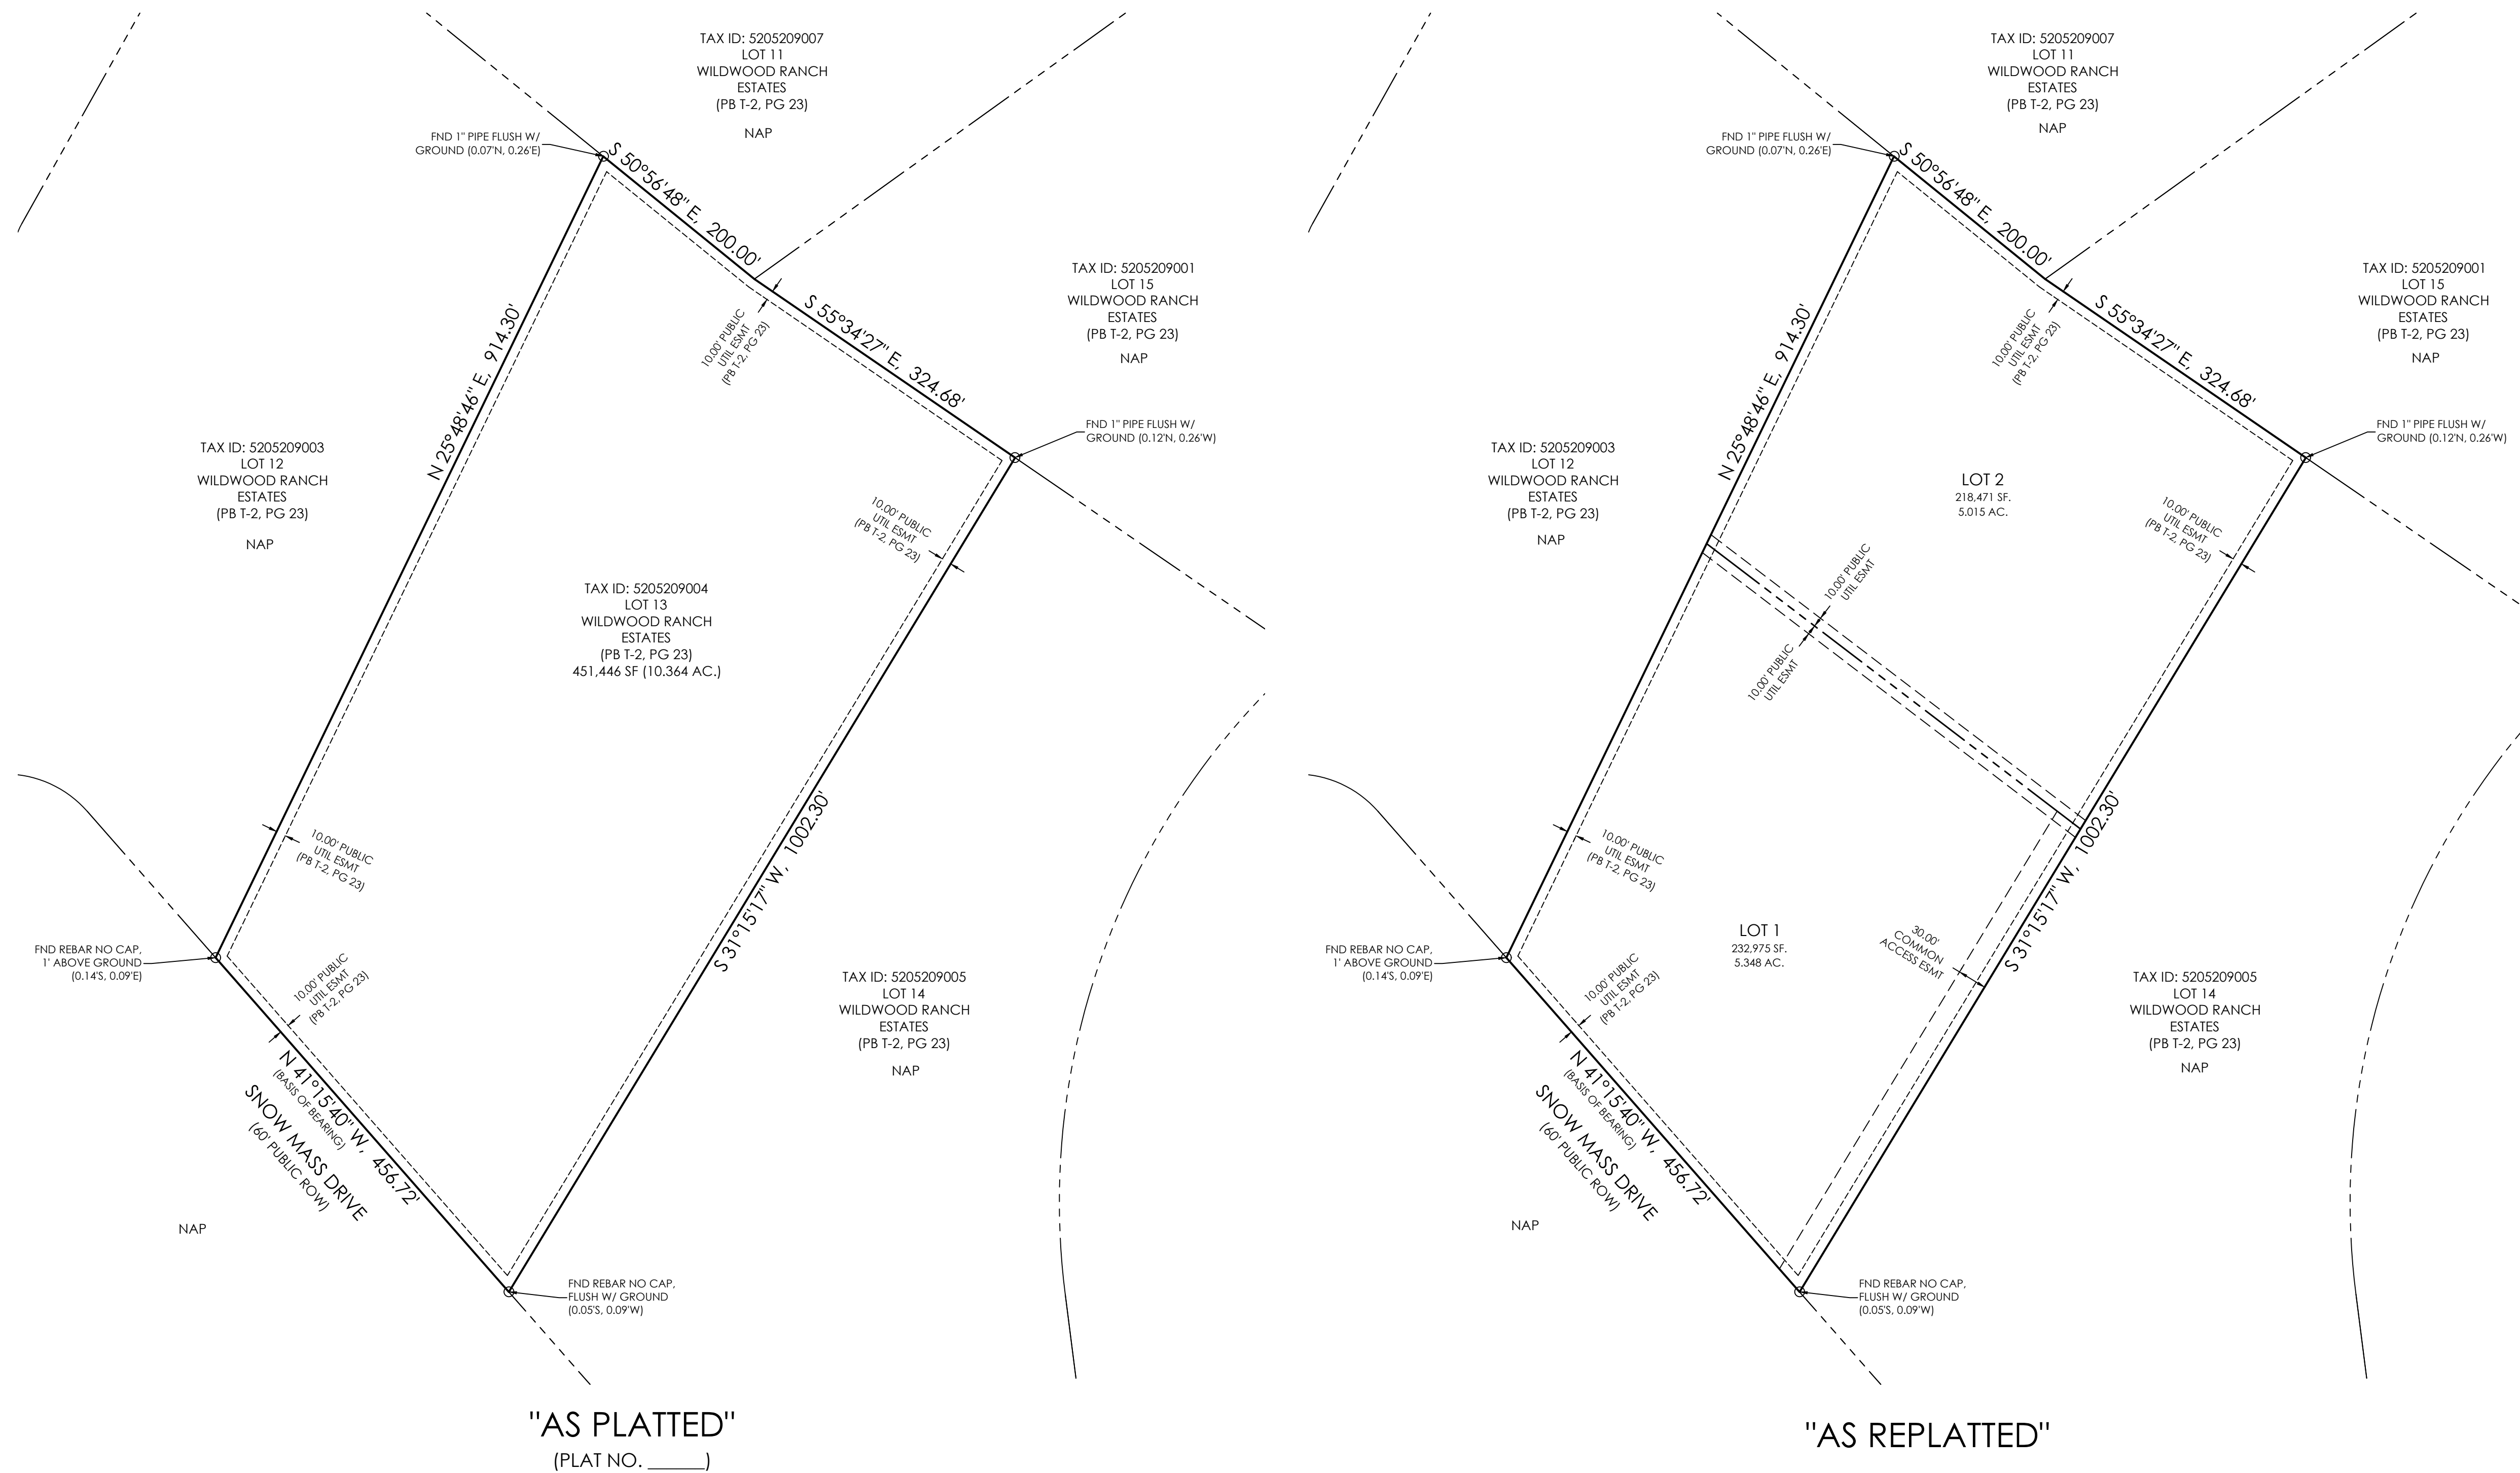 TAX ID: 5205209007
LOT 11
WILDWOOD RANCH
ESTATES
(PB T-2, PG 23)
NAP
FND 1" PIPE FLUSH W/
GROUND (0.07'N, 0.26'E)
S 50°56'48" E, 200.00'
TAX ID: 5205209001
LOT 15
WILDWOOD RANCH
ESTATES
(PB T-2, PG 23)
NAP
S 55°34'27" E, 324.68'
10.00' PUBLIC
UTIL ESMT
(PB T-2, PG 23)
N 25°48'46" E, 914.30'
FND 1" PIPE FLUSH W/
GROUND (0.12'N, 0.26'W)
TAX ID: 5205209003
LOT 12
WILDWOOD RANCH
ESTATES
(PB T-2, PG 23)
NAP
10.00' PUBLIC
UTIL ESMT
(PB T-2, PG 23)
TAX ID: 5205209004
LOT 13
WILDWOOD RANCH
ESTATES
(PB T-2, PG 23)
451,446 SF (10.364 AC.)
10.00' PUBLIC
UTIL ESMT
(PB T-2, PG 23)
S 31°15'17" W, 1002.30'
FND REBAR NO CAP,
1' ABOVE GROUND
(0.14'S, 0.09'E)
10.00' PUBLIC
UTIL ESMT
(PB T-2, PG 23)
TAX ID: 5205209005
LOT 14
WILDWOOD RANCH
ESTATES
(PB T-2, PG 23)
NAP
N 41°15'40" W, 456.72'
(BASIS OF BEARING)
SNOW MASS DRIVE
(60' PUBLIC ROW)
NAP
FND REBAR NO CAP,
FLUSH W/ GROUND
(0.05'S, 0.09'W)
"AS PLATTED"
(PLAT NO. ______)
TAX ID: 5205209007
LOT 11
WILDWOOD RANCH
ESTATES
(PB T-2, PG 23)
NAP
FND 1" PIPE FLUSH W/
GROUND (0.07'N, 0.26'E)
S 50°56'48" E, 200.00'
TAX ID: 5205209001
LOT 15
WILDWOOD RANCH
ESTATES
(PB T-2, PG 23)
NAP
S 55°34'27" E, 324.68'
10.00' PUBLIC
UTIL ESMT
(PB T-2, PG 23)
N 25°48'46" E, 914.30'
FND 1" PIPE FLUSH W/
GROUND (0.12'N, 0.26'W)
TAX ID: 5205209003
LOT 12
WILDWOOD RANCH
ESTATES
(PB T-2, PG 23)
NAP
LOT 2
218,471 SF.
5.015 AC.
10.00' PUBLIC
UTIL ESMT
(PB T-2, PG 23)
10.00' PUBLIC
UTIL ESMT
10.00' PUBLIC
UTIL ESMT
10.00' PUBLIC
UTIL ESMT
(PB T-2, PG 23)
S 31°15'17" W, 1002.30'
LOT 1
232,975 SF.
5.348 AC.
30.00'
COMMON
ACCESS ESMT
FND REBAR NO CAP,
1' ABOVE GROUND
(0.14'S, 0.09'E)
10.00' PUBLIC
UTIL ESMT
(PB T-2, PG 23)
TAX ID: 5205209005
LOT 14
WILDWOOD RANCH
ESTATES
(PB T-2, PG 23)
NAP
N 41°15'40" W, 456.72'
(BASIS OF BEARING)
SNOW MASS DRIVE
(60' PUBLIC ROW)
NAP
FND REBAR NO CAP,
FLUSH W/ GROUND
(0.05'S, 0.09'W)
"AS REPLATTED"